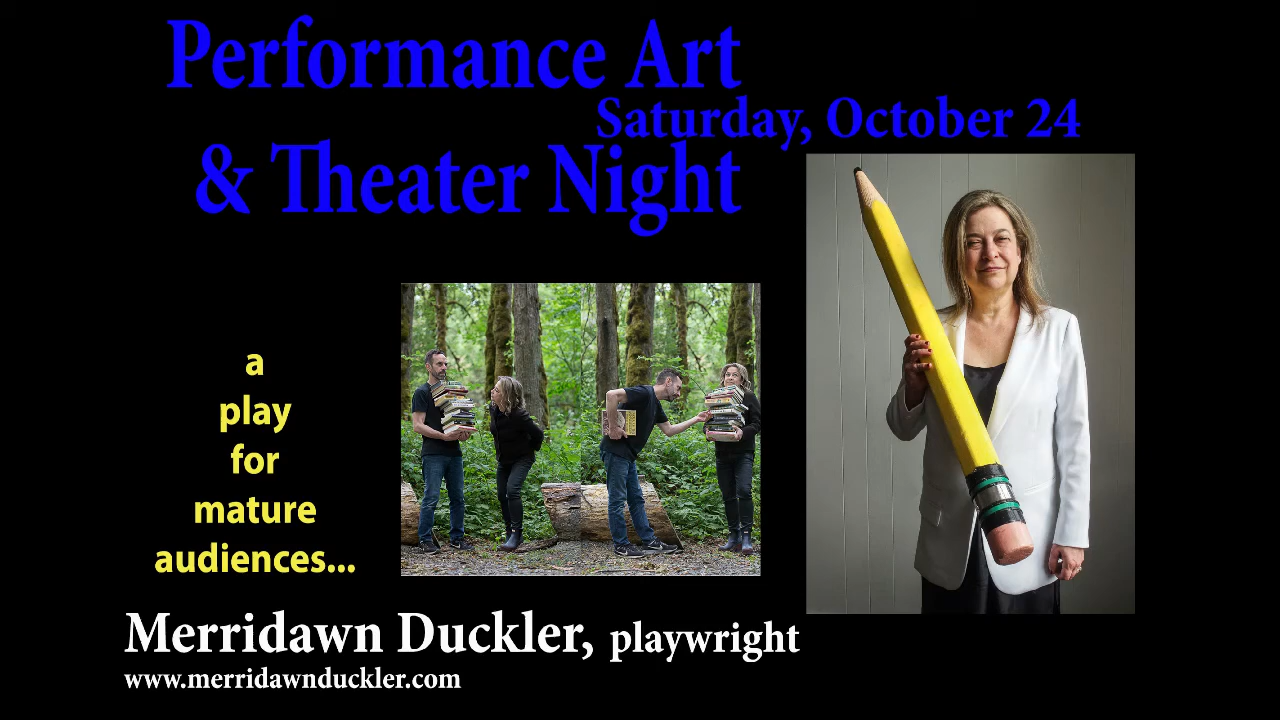 Performance Art
Saturday, October 24
& Theater Night
a
play
for
mature
audiences...
Merridawn Duckler, playwright
www.merridawnduckler.com